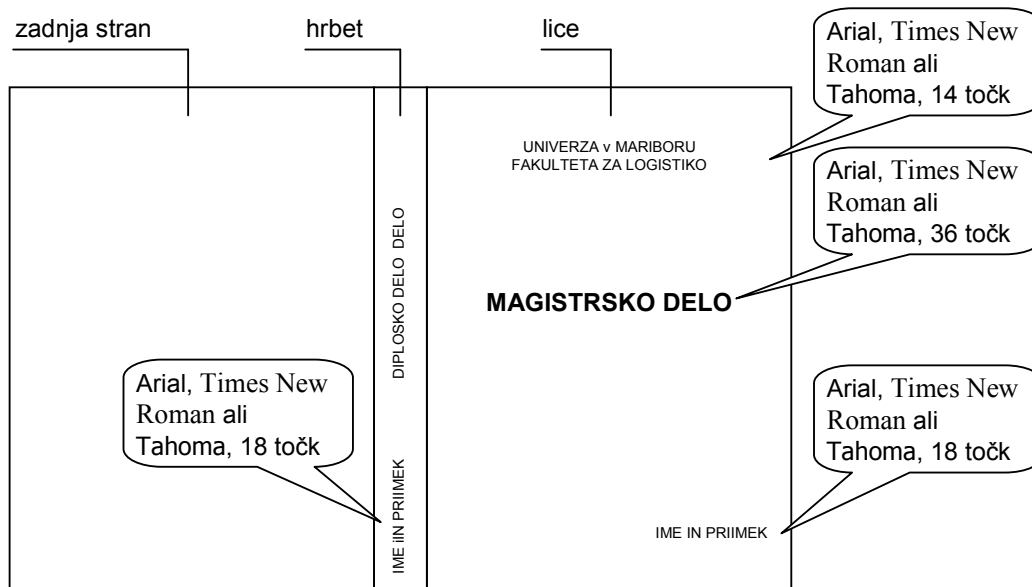 zadnja stran
hrbet
lice
Arial, Times New
Roman ali
Tahoma, 14 točk
UNIVERZA v MARIBORU
FAKULTETA ZA LOGISTIKO
Arial, Times New
Roman ali
Tahoma, 36 točk
DIPLOSKO DELO  DELO
MAGISTRSKO DELO
Arial, Times New
Roman ali
Tahoma, 18 točk
Arial, Times New
Roman ali
Tahoma, 18 točk
IME iIN PRIIMEK
IME IN PRIIMEK